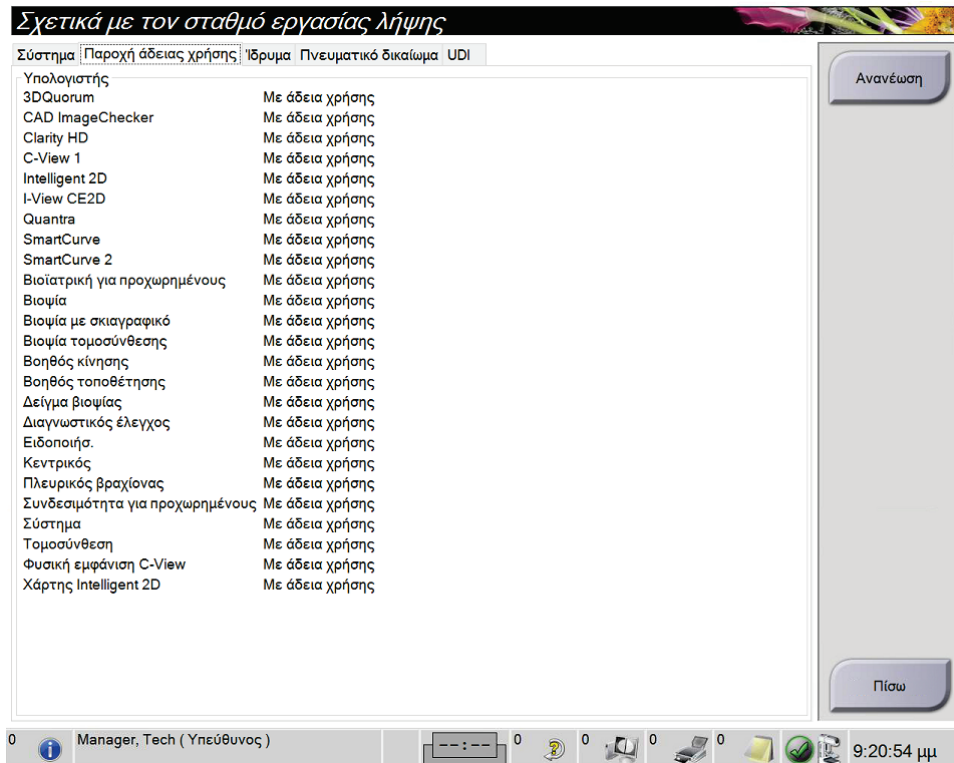 Σχετικά με τον σταθμό εργασίας λήψης
Σύστημα Παροχή άδειας χρήσης Ίδρυμα Πνευματικό δικαίωμα UDI
Ανανέωση
Υπολογιστής
3DQuorum Με άδεια χρήσης
CAD ImageChecker Με άδεια χρήσης
Clarity HD Με άδεια χρήσης
C-View 1 Με άδεια χρήσης
Intelligent 2D Με άδεια χρήσης
I-View CE2D Με άδεια χρήσης
Quantra Με άδεια χρήσης
SmartCurve Με άδεια χρήσης
SmartCurve 2 Με άδεια χρήσης
Βιοϊατρική για προχωρημένους Με άδεια χρήσης
Βιοψία Με άδεια χρήσης
Βιοψία με σκιαγραφικό Με άδεια χρήσης
Βιοψία τομοσύνθεσης Με άδεια χρήσης
Βοηθός κίνησης Με άδεια χρήσης
Βοηθός τοποθέτησης Με άδεια χρήσης
Δείγμα βιοψίας Με άδεια χρήσης
Διαγνωστικός έλεγχος Με άδεια χρήσης
Ειδοποιήσ. Με άδεια χρήσης
Κεντρικός Με άδεια χρήσης
Πλευρικός βραχίονας Με άδεια χρήσης
Συνδεσιμότητα για προχωρημένους Με άδεια χρήσης
Σύστημα Με άδεια χρήσης
Τομοσύνθεση Με άδεια χρήσης
Φυσική εμφάνιση C-View Με άδεια χρήσης
Χάρτης Intelligent 2D Με άδεια χρήσης
Πίσω
0 Manager, Tech ( Υπεύθυνος ) --:-- 0 0 0 0 9:20:54 μμ